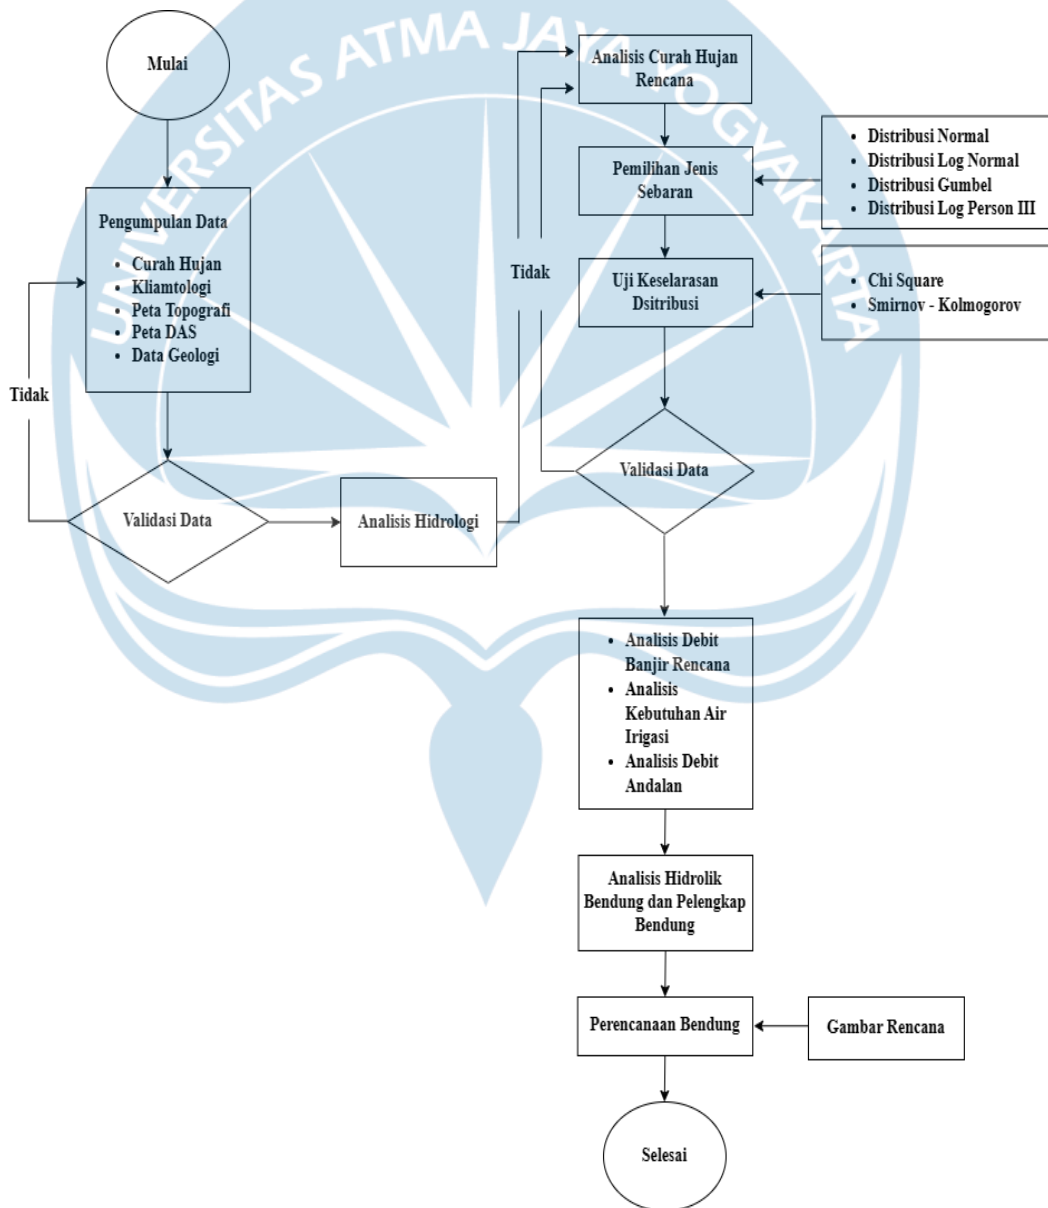 UNIVERSITAS ATMA JAYA YOGYAKARTA
Mulai
Pengumpulan Data
• Curah Hujan
• Kliamtologi
• Peta Topografi
• Peta DAS
• Data Geologi
Tidak
Validasi Data
Analisis Hidrologi
Analisis Curah Hujan
Rencana
Pemilihan Jenis
Sebaran
• Distribusi Normal
• Distribusi Log Normal
• Distribusi Gumbel
• Distribusi Log Person III
Uji Keselarasan
Dsitribusi
• Chi Square
• Smirnov - Kolmogorov
Tidak
Validasi Data
• Analisis Debit
Banjir Rencana
• Analisis
Kebutuhan Air
Irigasi
• Analisis Debit
Andalan
Analisis Hidrolik
Bendung dan Pelengkap
Bendung
Perencanaan Bendung
Gambar Rencana
Selesai